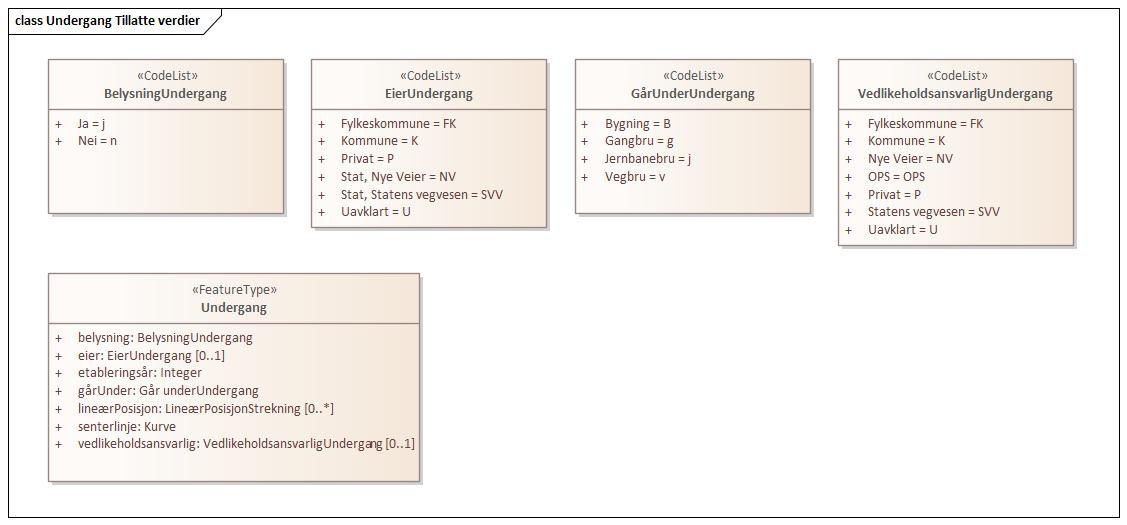 class Undergang Tillatte verdier
«CodeList»
BelysningUndergang
+ Ja = j
+ Nei = n
«CodeList»
EierUndergang
+ Fylkeskommune = FK
+ Kommune = K
+ Privat = P
+ Stat, Nye Veier = NV
+ Stat, Statens vegvesen = SVV
+ Uavklart = U
«CodeList»
GårUnderUndergang
+ Bygning = B
+ Gangbru = g
+ Jernbanebru = j
+ Vegbru = v
«CodeList»
VedlikeholdsansvarligUndergang
+ Fylkeskommune = FK
+ Kommune = K
+ Nye Veier = NV
+ OPS = OPS
+ Privat = P
+ Statens vegvesen = SVV
+ Uavklart = U
«FeatureType»
Undergang
+ belysning: BelysningUndergang
+ eier: EierUndergang [0..1]
+ etableringsår: Integer
+ gårUnder: Går underUndergang
+ lineærPosisjon: LineærPosisjonStrekning [0..*]
+ senterlinje: Kurve
+ vedlikeholdsansvarlig: VedlikeholdsansvarligUndergang [0..1]